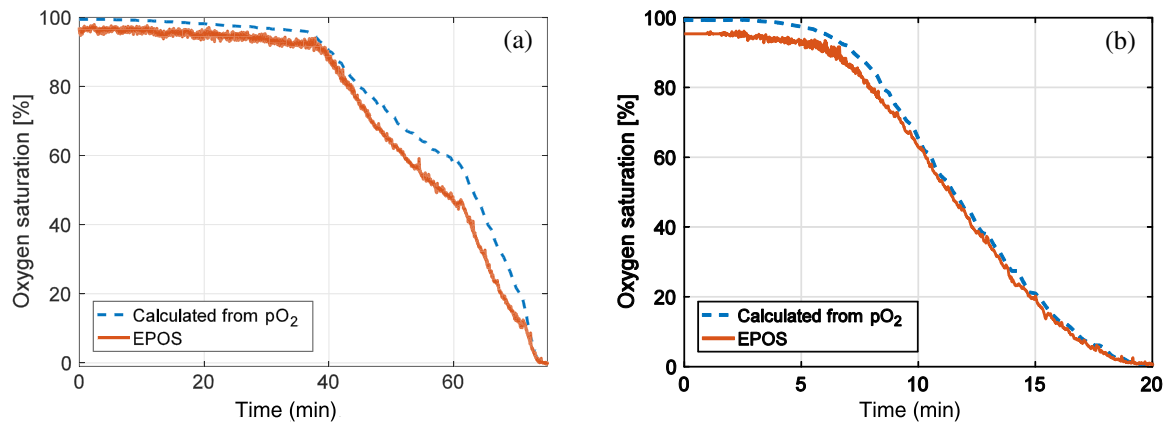 100
80
60
40
20
0
Oxygen saturation [%]
(a)
Calculated from pO₂
EPOS
0 20 40 60
Time (min)
100
80
60
40
20
0
Oxygen saturation [%]
(b)
Calculated from pO₂
EPOS
0 5 10 15 20
Time (min)